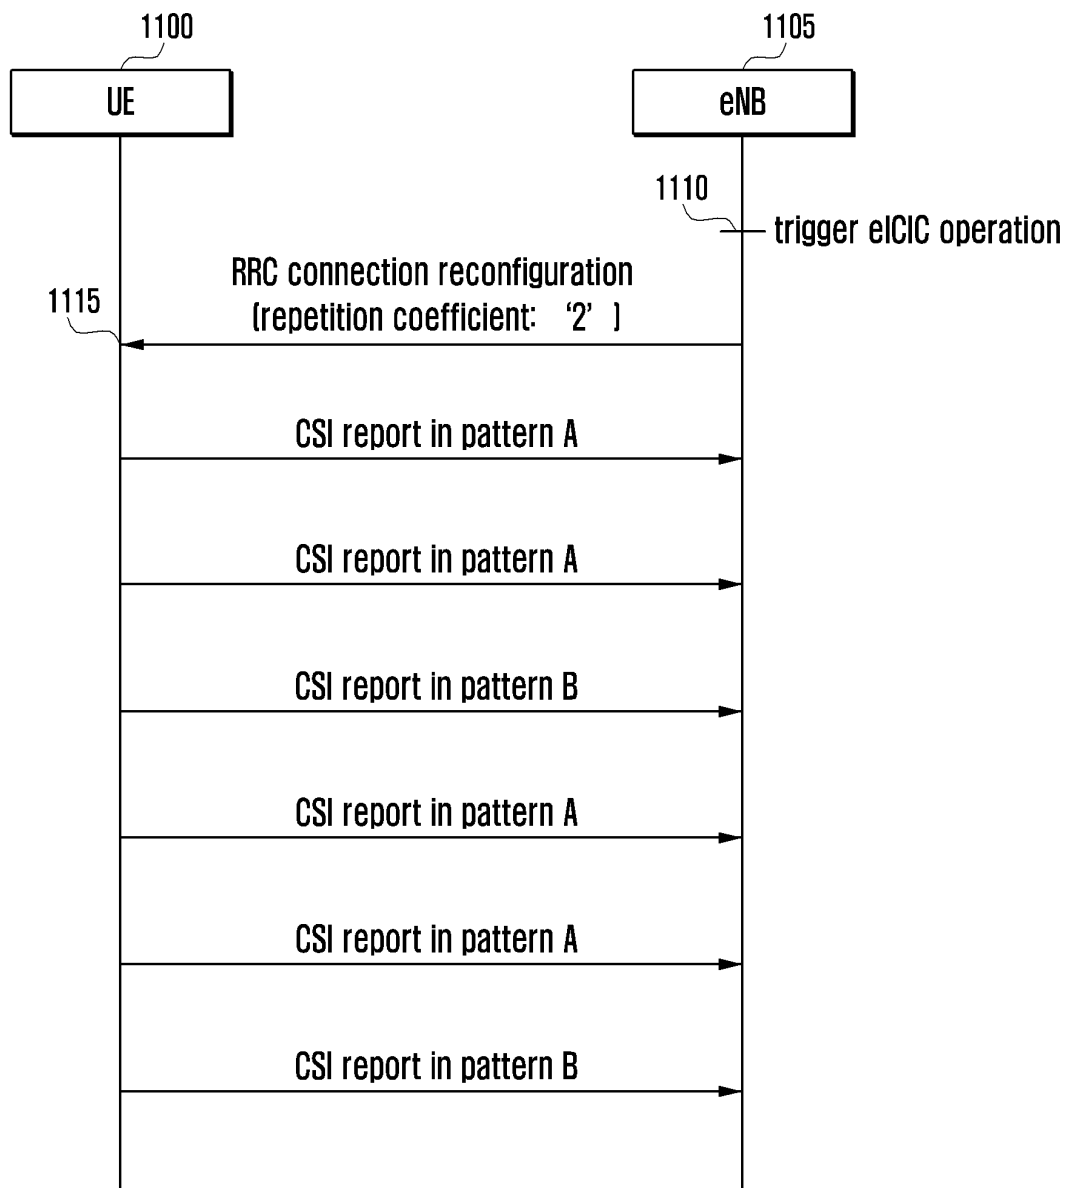 1100
1105
UE
eNB
1110
trigger eICIC operation
RRC connection reconfiguration
1115
(repetition coefficient: ‘2’ )
CSI report in pattern A
CSI report in pattern A
CSI report in pattern B
CSI report in pattern A
CSI report in pattern A
CSI report in pattern B